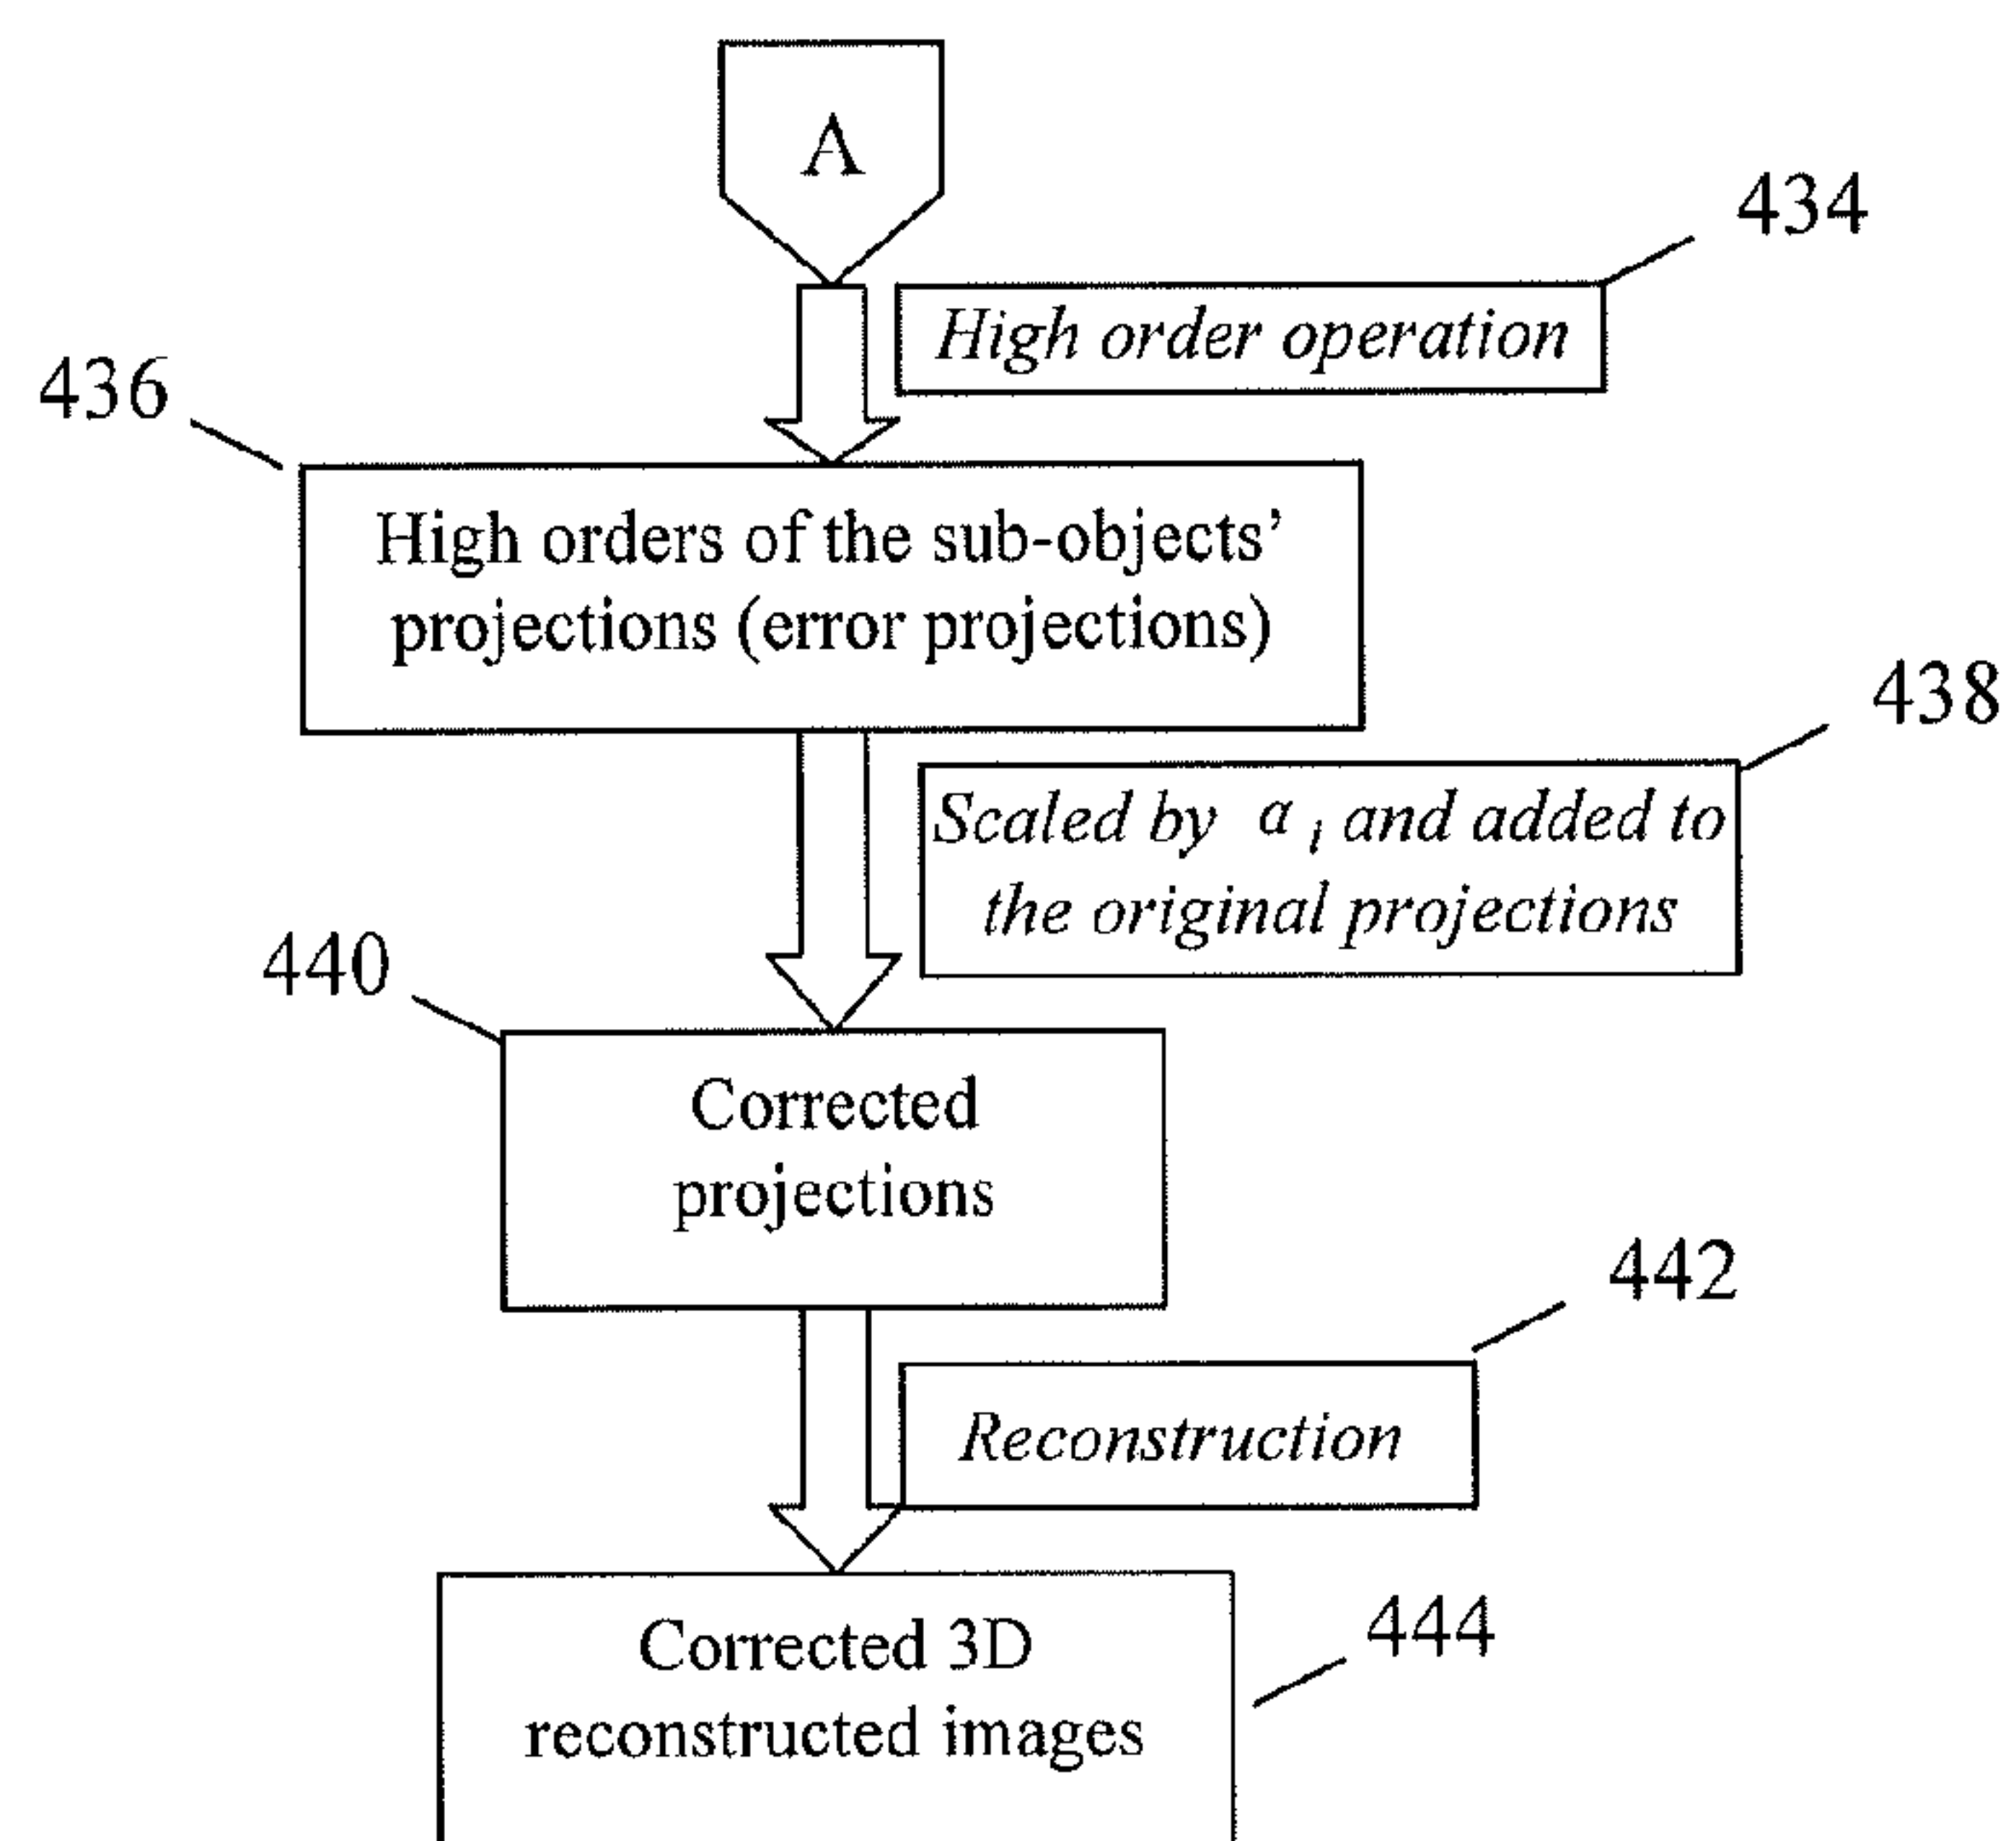 A
434
High order operation
436
High orders of the sub-objects’
projections (error projections)
438
Scaled by α i and added to
the original projections
440
Corrected
projections
442
Reconstruction
Corrected 3D
444
reconstructed images